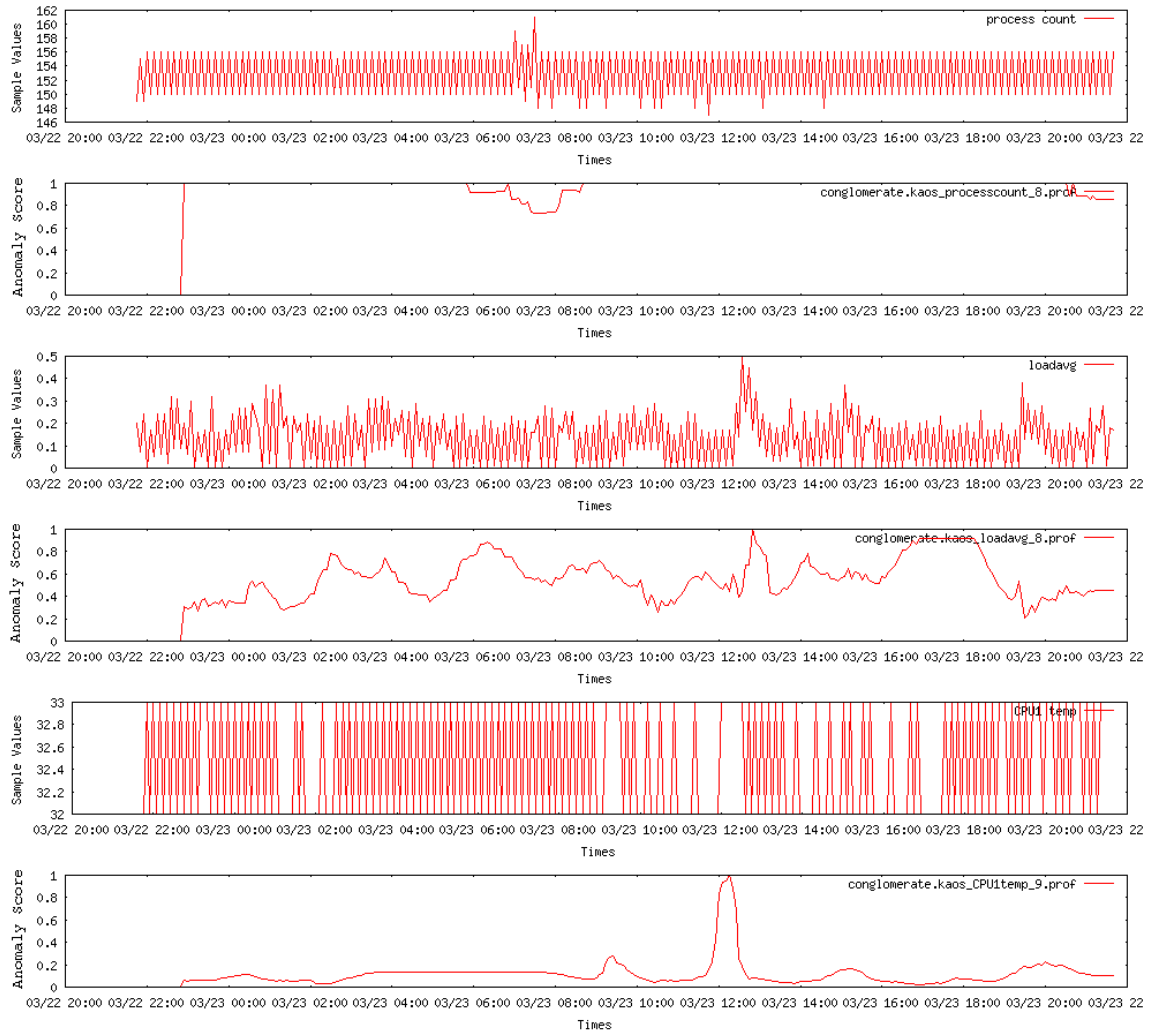 162
160
158
156
154
152
150
148
146
Sample Values
process count
03/22 20:00 03/22 22:00 03/23 00:00 03/23 02:00 03/23 04:00 03/23 06:00 03/23 08:00 03/23 10:00 03/23 12:00 03/23 14:00 03/23 16:00 03/23 18:00 03/23 20:00 03/23 22
Times
1
0.8
0.6
0.4
0.2
0
Anomaly Score
conglomerate.kaos_processcount_8.prof
03/22 20:00 03/22 22:00 03/23 00:00 03/23 02:00 03/23 04:00 03/23 06:00 03/23 08:00 03/23 10:00 03/23 12:00 03/23 14:00 03/23 16:00 03/23 18:00 03/23 20:00 03/23 22
Times
0.5
0.4
0.3
0.2
0.1
0
Sample Values
loadavg
03/22 20:00 03/22 22:00 03/23 00:00 03/23 02:00 03/23 04:00 03/23 06:00 03/23 08:00 03/23 10:00 03/23 12:00 03/23 14:00 03/23 16:00 03/23 18:00 03/23 20:00 03/23 22
Times
1
0.8
0.6
0.4
0.2
0
Anomaly Score
conglomerate.kaos_loadavg_8.prof
03/22 20:00 03/22 22:00 03/23 00:00 03/23 02:00 03/23 04:00 03/23 06:00 03/23 08:00 03/23 10:00 03/23 12:00 03/23 14:00 03/23 16:00 03/23 18:00 03/23 20:00 03/23 22
Times
33
32.8
32.6
32.4
32.2
32
Sample Values
CPU1 temp
03/22 20:00 03/22 22:00 03/23 00:00 03/23 02:00 03/23 04:00 03/23 06:00 03/23 08:00 03/23 10:00 03/23 12:00 03/23 14:00 03/23 16:00 03/23 18:00 03/23 20:00 03/23 22
Times
1
0.8
0.6
0.4
0.2
0
Anomaly Score
conglomerate.kaos_CPU1temp_9.prof
03/22 20:00 03/22 22:00 03/23 00:00 03/23 02:00 03/23 04:00 03/23 06:00 03/23 08:00 03/23 10:00 03/23 12:00 03/23 14:00 03/23 16:00 03/23 18:00 03/23 20:00 03/23 22
Times